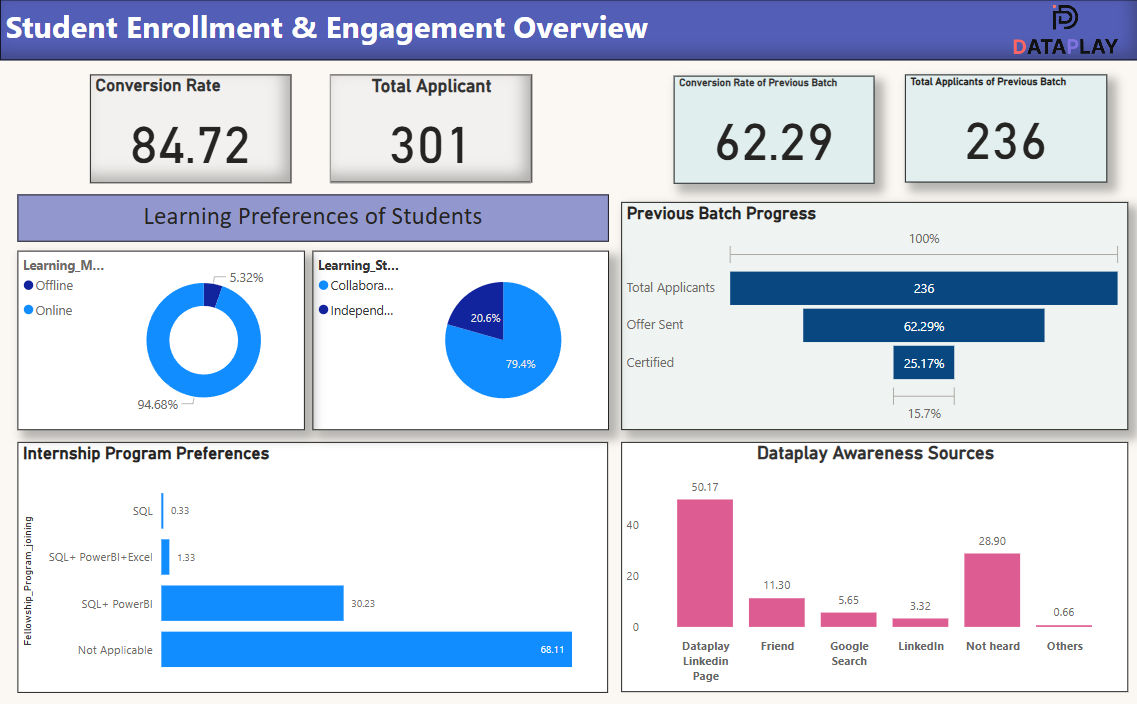 Student Enrollment & Engagement Overview
DATAPLAY
Conversion Rate
84.72
Total Applicant
301
Conversion Rate of Previous Batch
62.29
Total Applicants of Previous Batch
236
Learning Preferences of Students
Learning_M...
Offline
Online
5.32%
94.68%
Learning_St...
Collabora...
Independ...
20.6%
79.4%
Previous Batch Progress
100%
Total Applicants
236
Offer Sent
62.29%
Certified
25.17%
15.7%
Internship Program Preferences
Fellowship_Program_joining
SQL
0.33
SQL+ PowerBI+Excel
1.33
SQL+ PowerBI
30.23
Not Applicable
68.11
Dataplay Awareness Sources
40
20
0
50.17
11.30
5.65
3.32
28.90
0.66
Dataplay
Linkedin
Page
Friend
Google
Search
LinkedIn
Not heard
Others